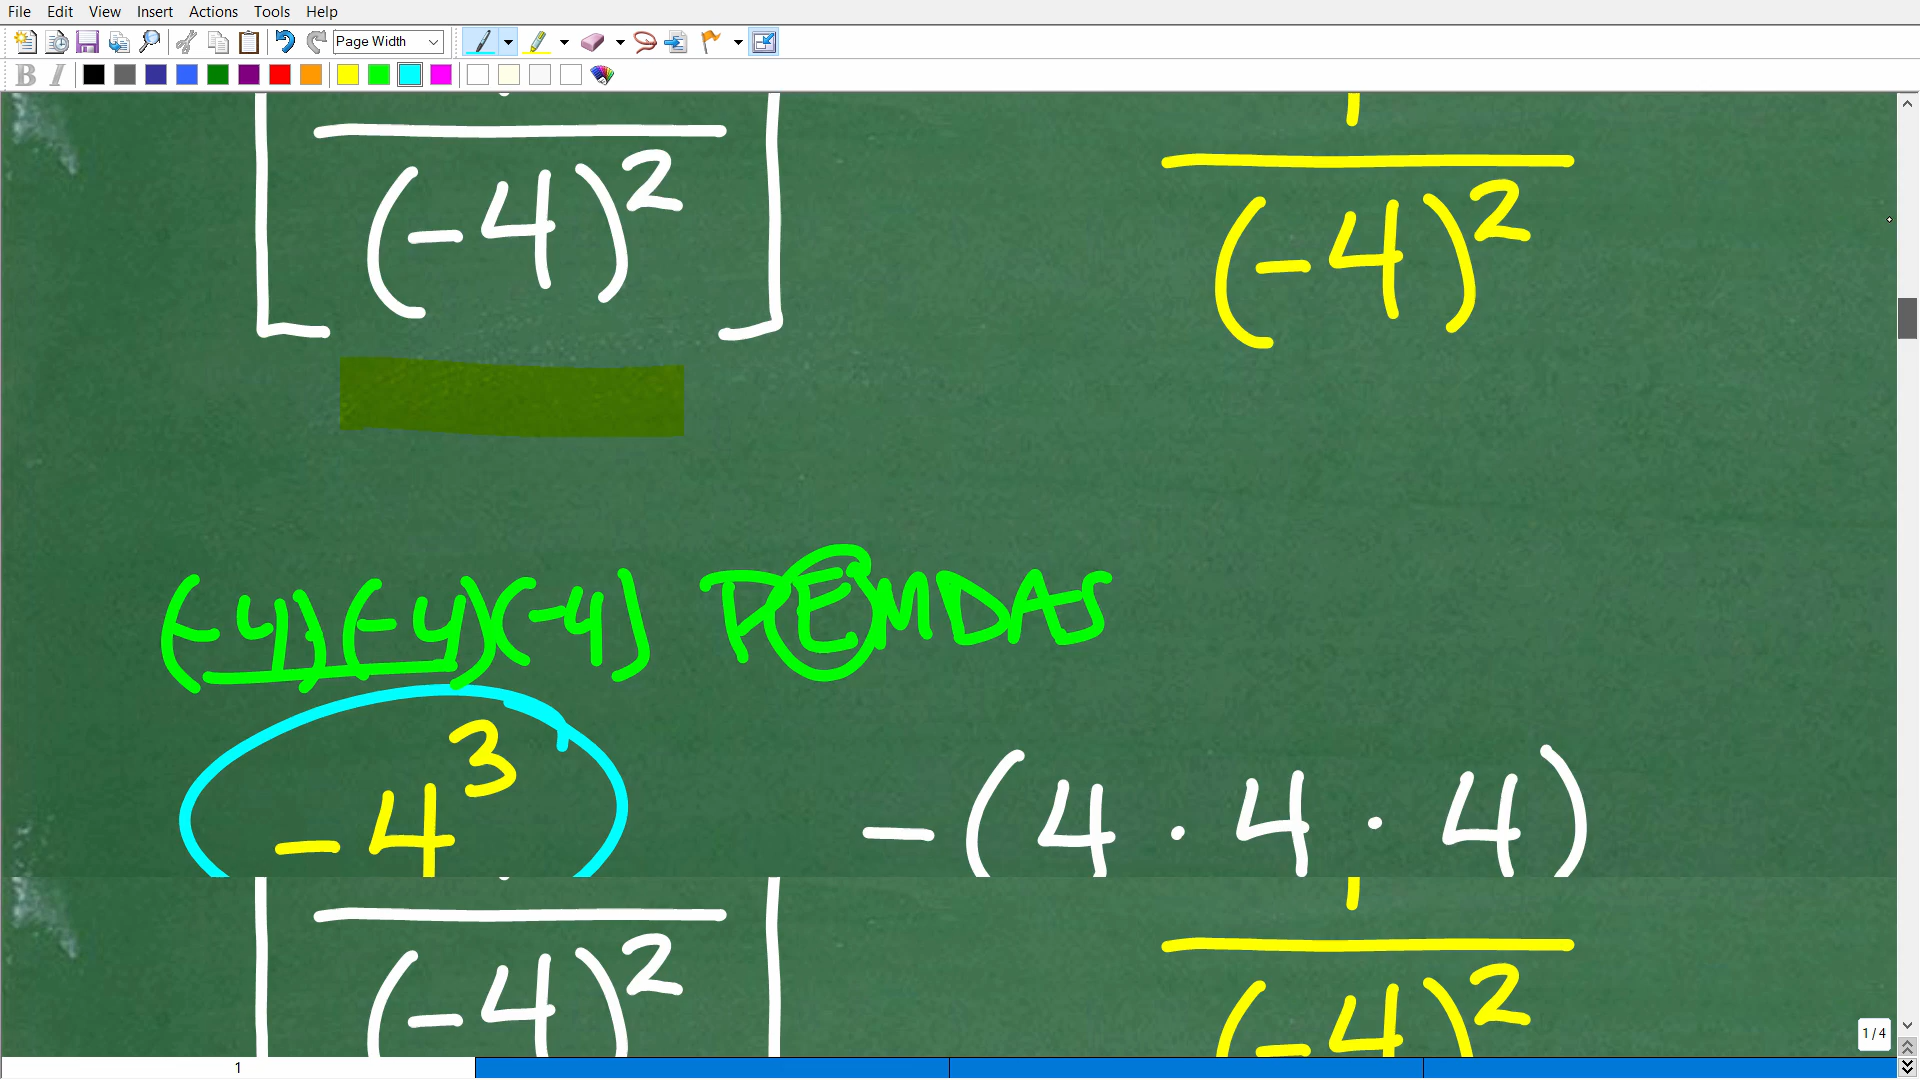 File Edit View Insert Actions Tools Help
Page Width
B I
(-4)² (-4)²
(-4)(-4)(-4) PEMDAS
-4³ -(4 · 4 · 4)
(-4)² (-4)²
1 / 4
1